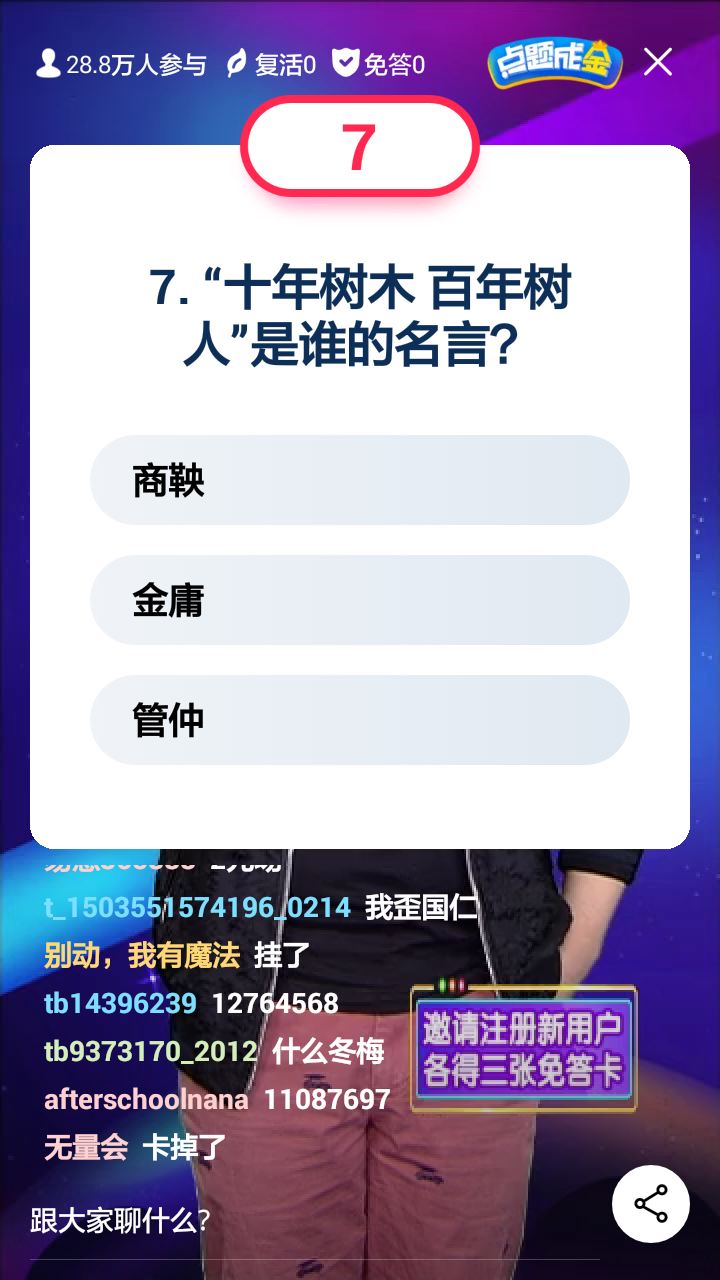 28.8万人参与 复活0 免答0 点题成金
7
7. “十年树木 百年树
人”是谁的名言?
商鞅
金庸
管仲
t_1503551574196_0214 我歪国仁
别动，我有魔法 挂了
tb14396239 12764568
tb9373170_2012 什么冬梅
afterschoolnana 11087697
无量会 卡掉了
邀请注册新用户
各得三张免答卡
跟大家聊什么?